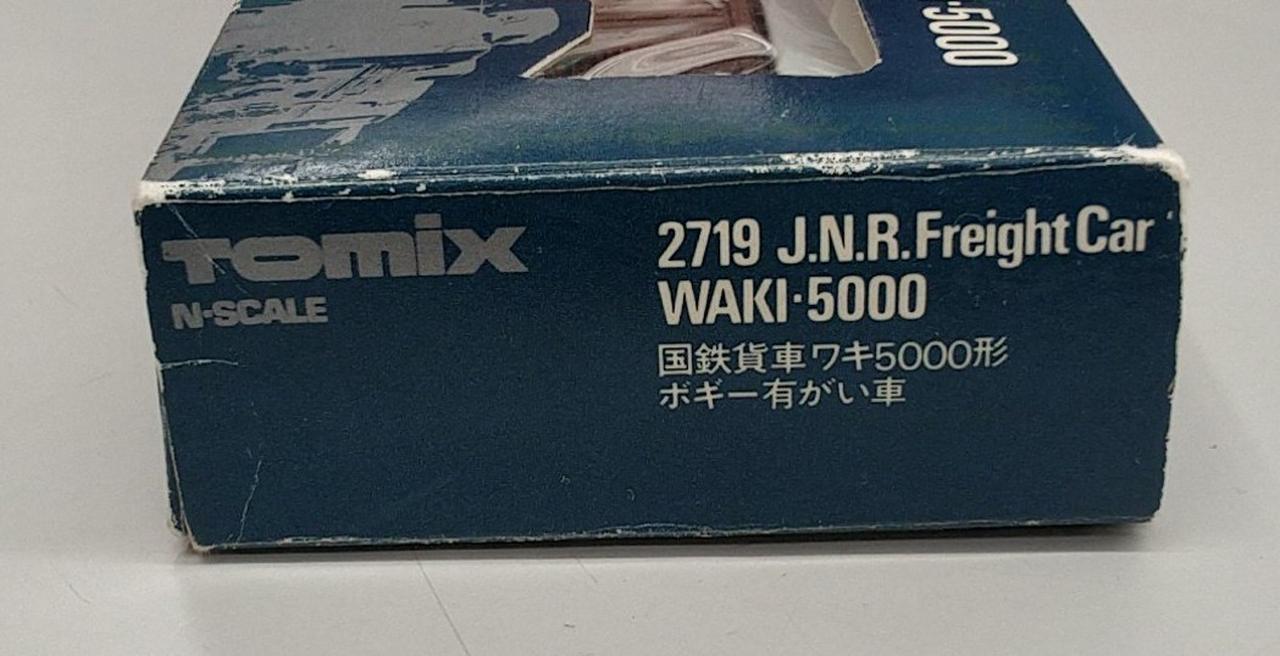 -5000
TOMIX
N-SCALE
2719 J.N.R. Freight Car
WAKI·5000
国鉄貨車ワキ5000形
ボギー有がい車